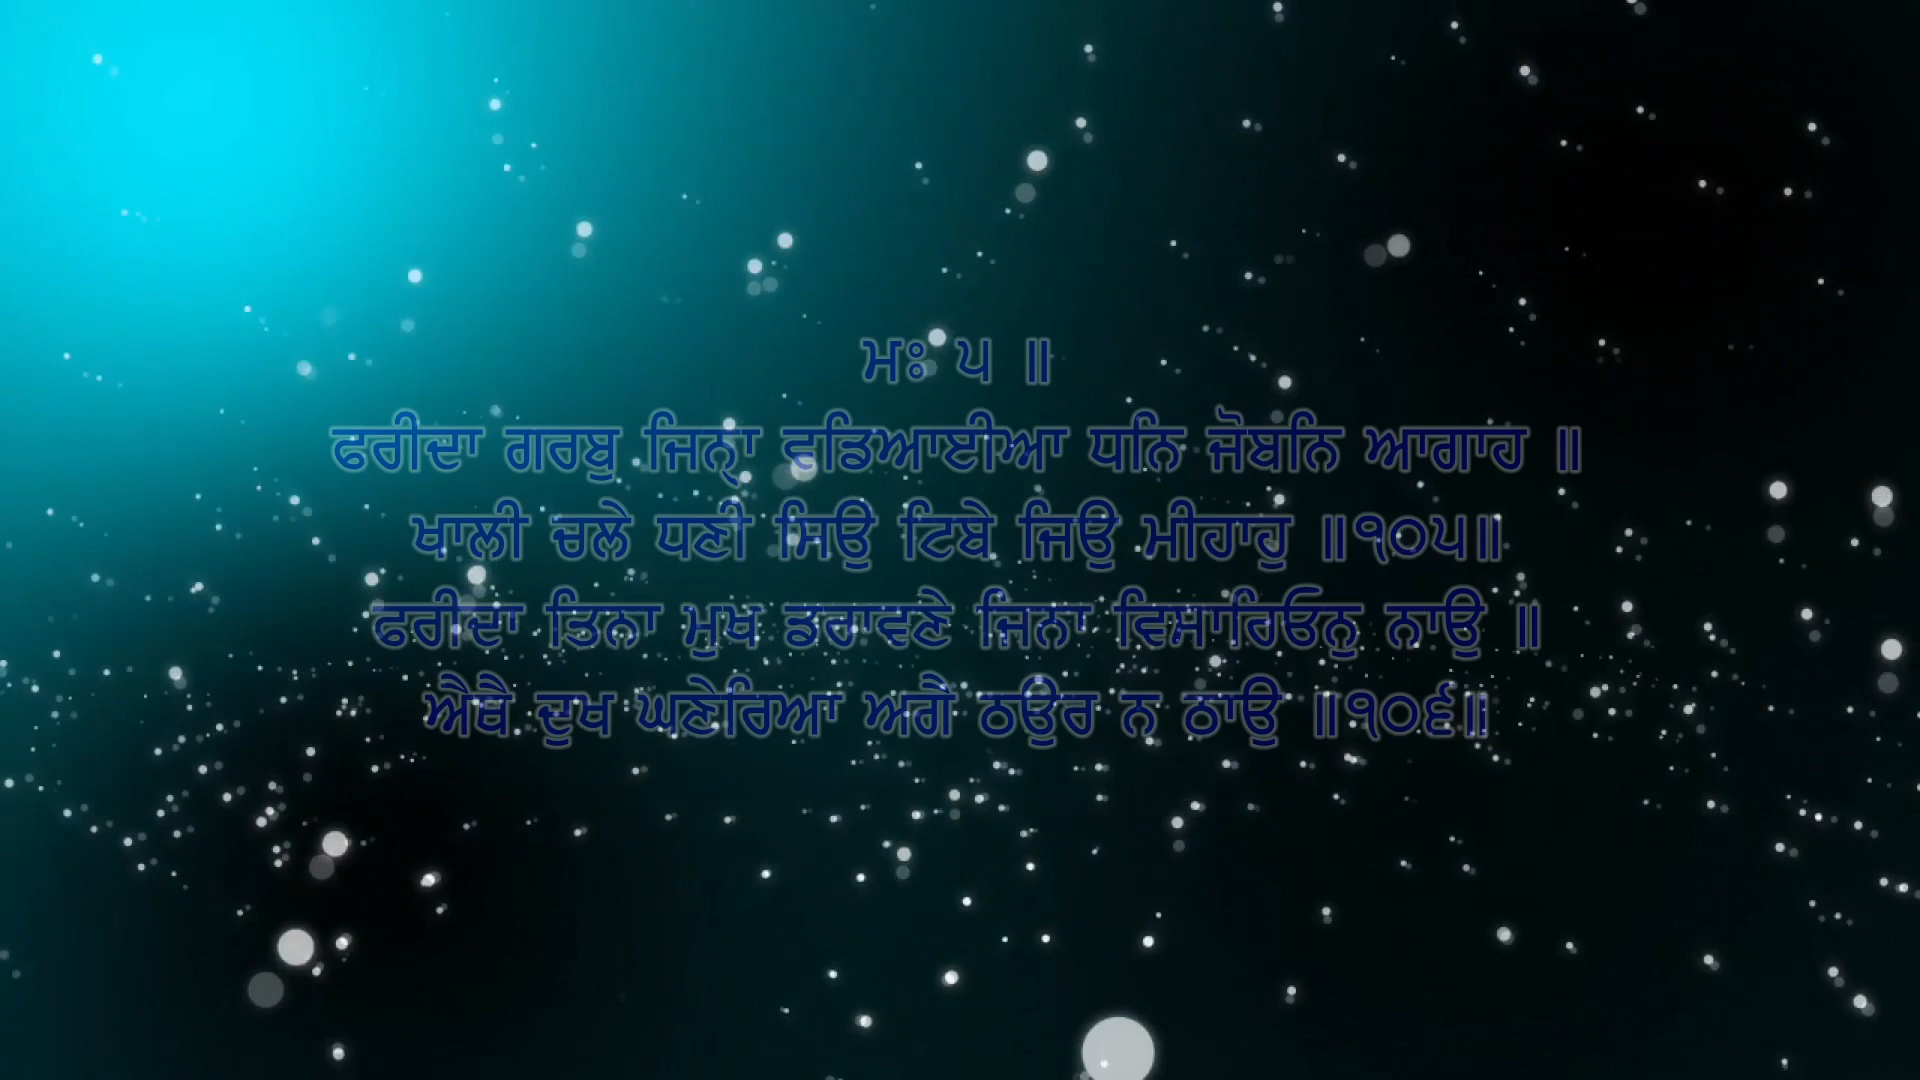 ਮਃ ੫ ॥
ਫਰੀਦਾ ਗਰਬੁ ਜਿਨ੍ਹਾ ਵਡਿਆਈਆ ਧਨਿ ਜੋਬਨਿ ਆਗਾਹ ॥
ਖਾਲੀ ਚਲੇ ਧਣੀ ਸਿਉ ਟਿਬੇ ਜਿਉ ਮੀਹਾਹੁ ॥੧੦੫॥
ਫਰੀਦਾ ਤਿਨਾ ਮੁਖ ਡਰਾਵਣੇ ਜਿਨਾ ਵਿਸਾਰਿਓਨੁ ਨਾਉ ॥
ਐਥੈ ਦੁਖ ਘਣੇਰਿਆ ਅਗੈ ਠਉਰ ਨ ਠਾਉ ॥੧੦੬॥